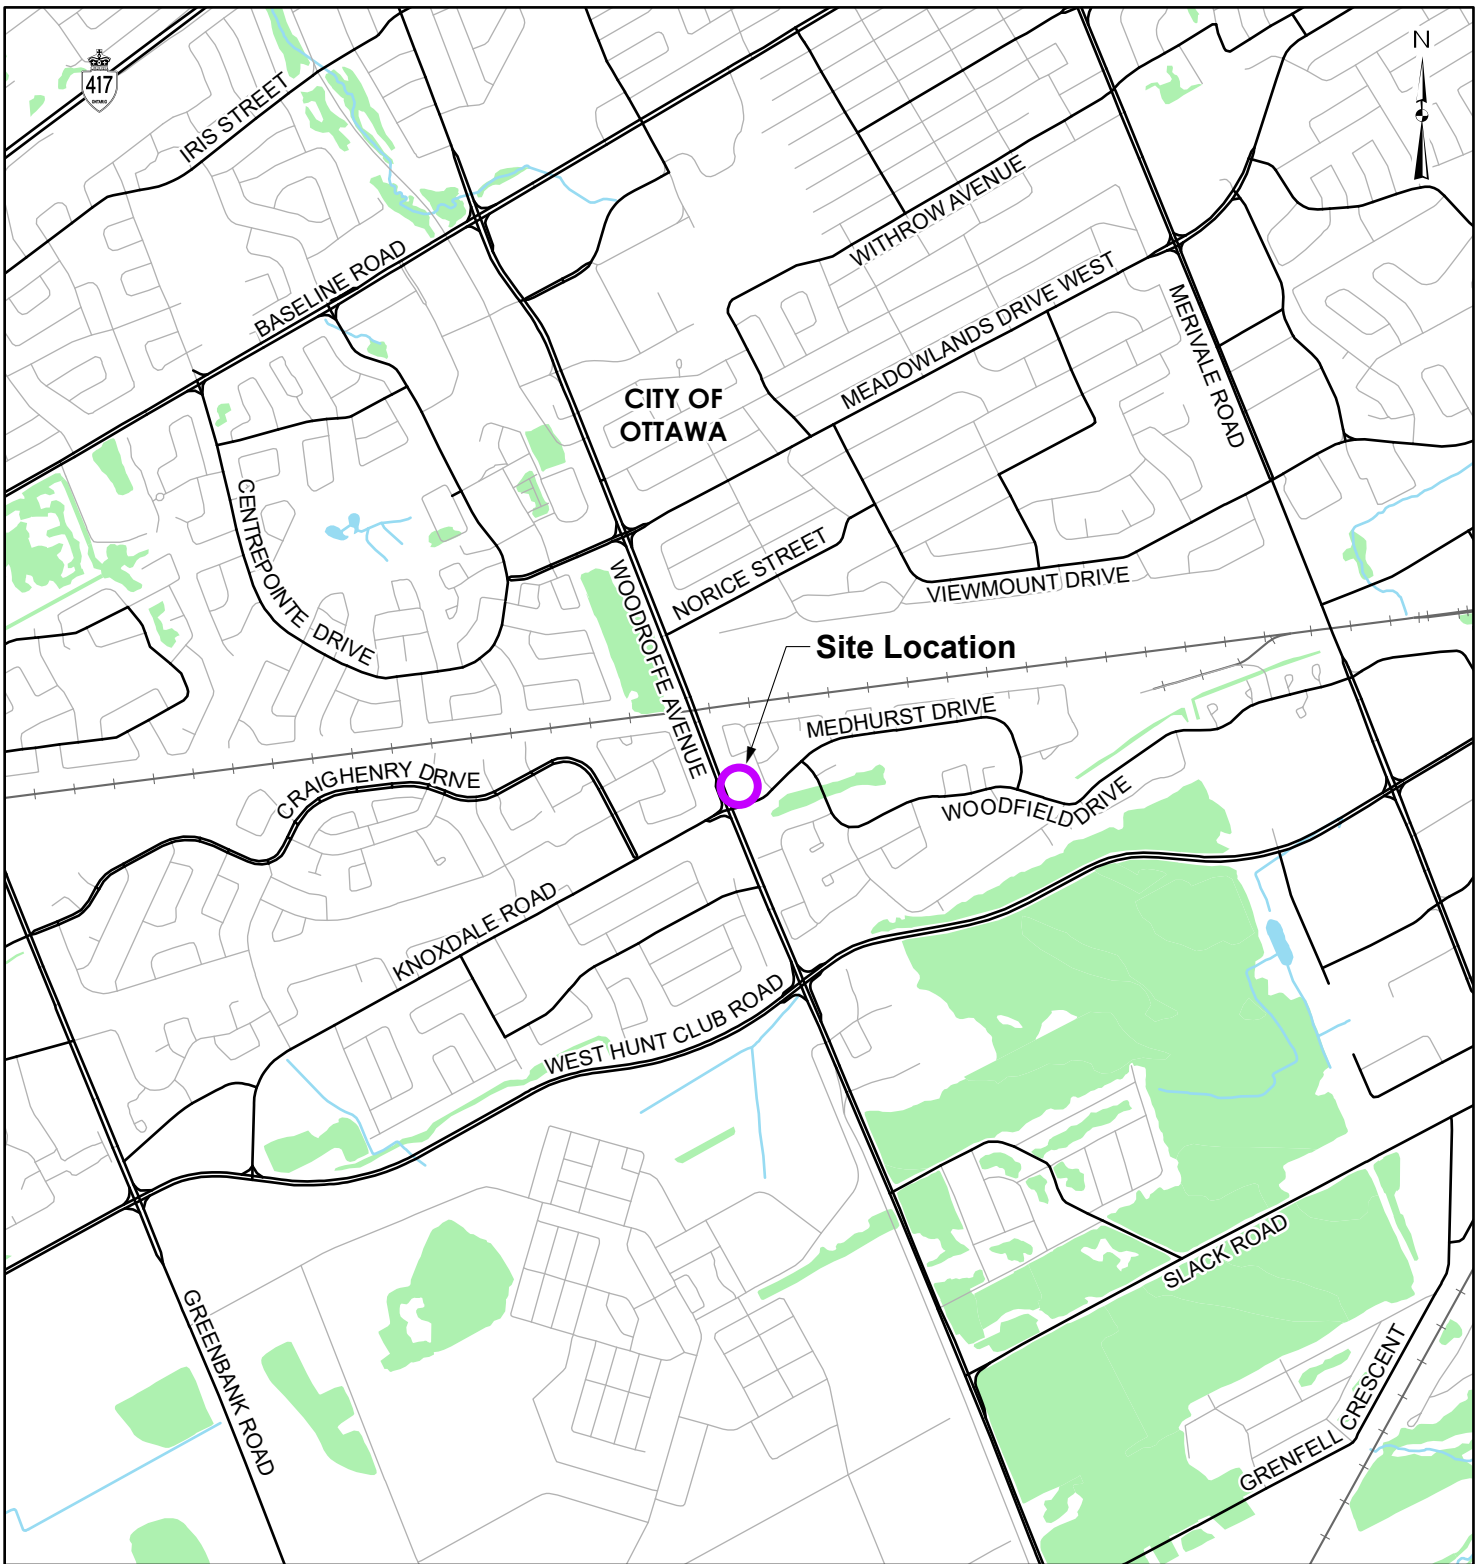 N
417
ONTARIO
IRIS STREET
WITHROW AVENUE
BASELINE ROAD
MEADOWLANDS DRIVE WEST
MERIVALE ROAD
CITY OF
OTTAWA
CENTREPOINTE DRIVE
NORICE STREET
VIEWMOUNT DRIVE
WOODROFFE AVENUE
Site Location
MEDHURST DRIVE
CRAIGHENRY DRIVE
WOODFIELD DRIVE
KNOXDALE ROAD
WEST HUNT CLUB ROAD
SLACK ROAD
GREENBANK ROAD
GRENFELL CRESCENT